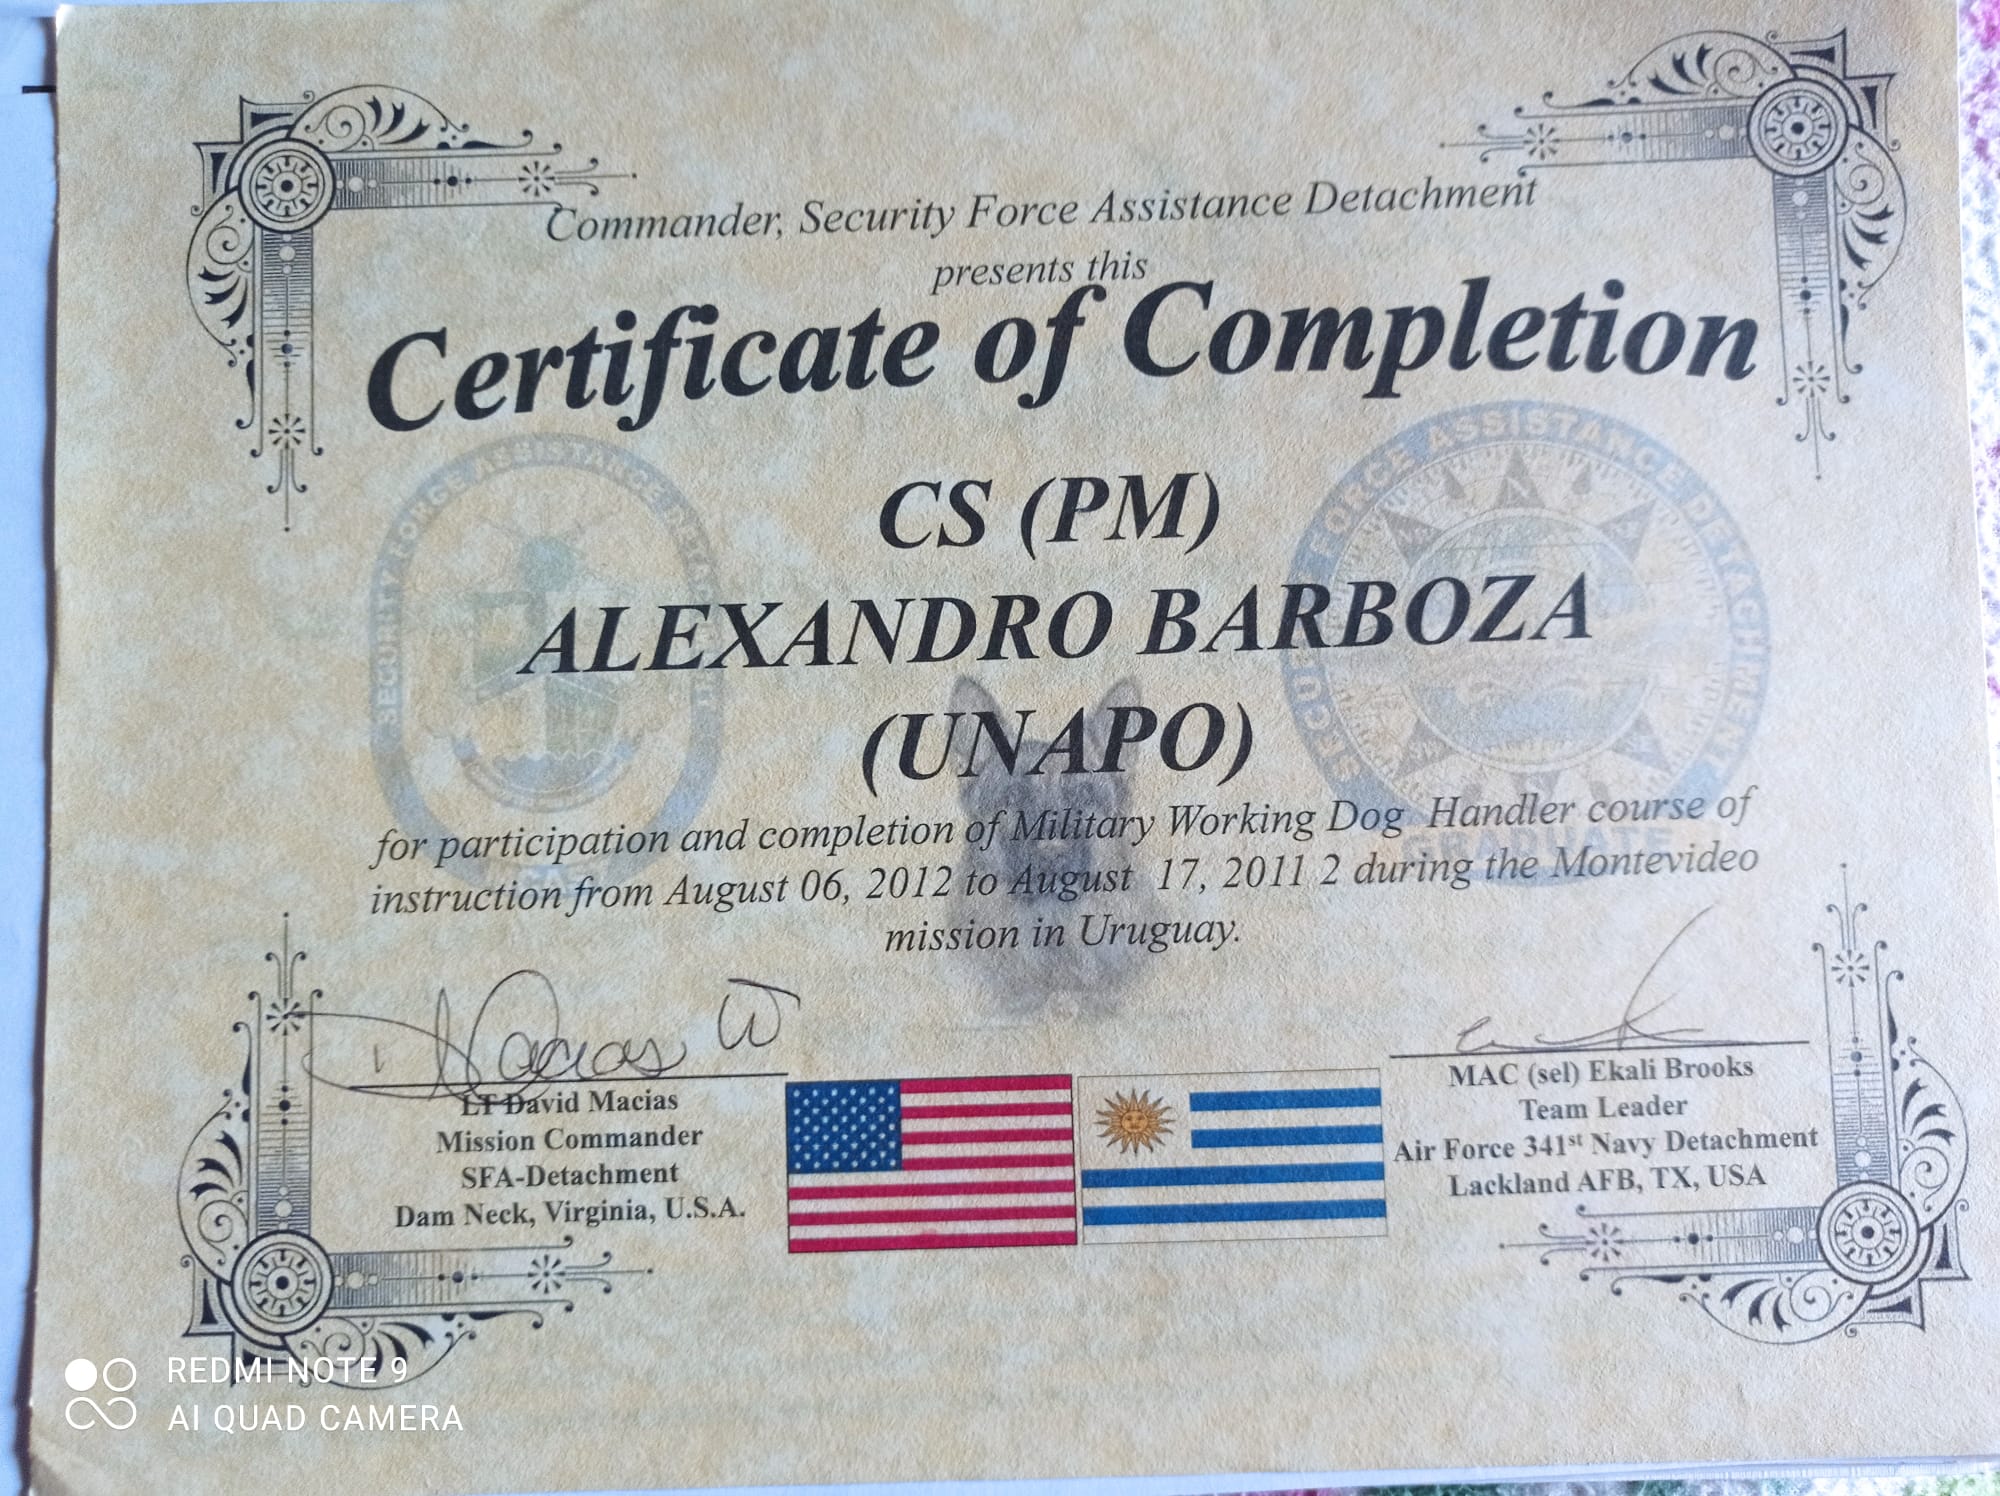 Commander, Security Force Assistance Detachment
presents this
Certificate of Completion
CS (PM)
ALEXANDRO BARBOZA
(UNAPO)
SECURITY FORCE ASSISTANCE DETACHMENT
SECURITY FORCE ASSISTANCE DETACHMENT
GRADUATE
for participation and completion of Military Working Dog Handler course of
instruction from August 06, 2012 to August 17, 2011 2 during the Montevideo
mission in Uruguay.
LT David Macias
Mission Commander
SFA-Detachment
Dam Neck, Virginia, U.S.A.
MAC (sel) Ekali Brooks
Team Leader
Air Force 341st Navy Detachment
Lackland AFB, TX, USA
REDMI NOTE 9
AI QUAD CAMERA